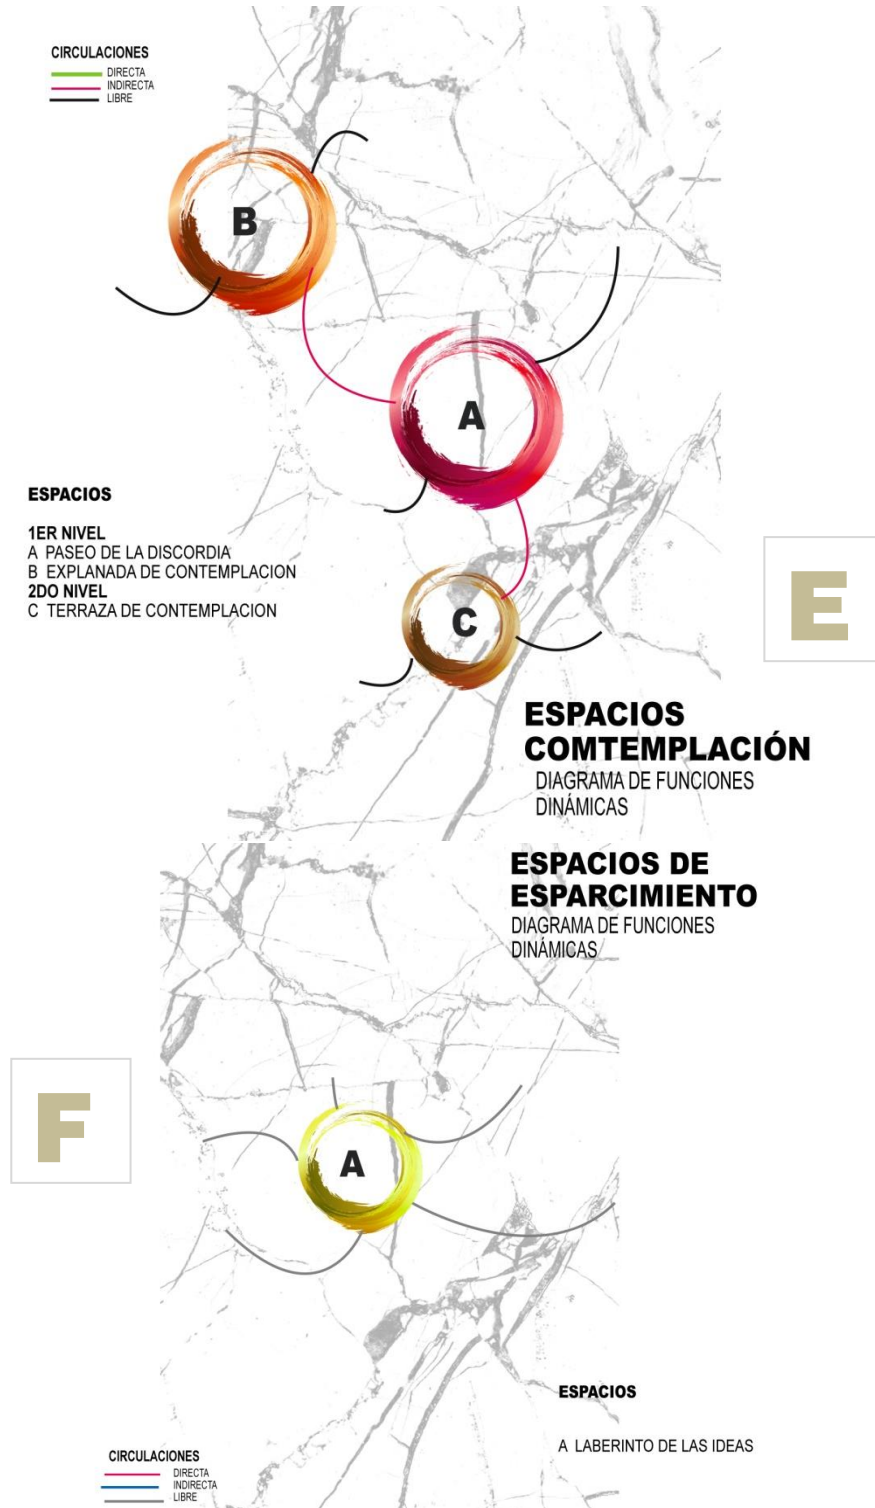 CIRCULACIONES
DIRECTA
INDIRECTA
LIBRE
B
A
ESPACIOS
1ER NIVEL
A PASEO DE LA DISCORDIA
B EXPLANADA DE CONTEMPLACION
2DO NIVEL
C TERRAZA DE CONTEMPLACION
C
E
ESPACIOS
COMTEMPLACIÓN
DIAGRAMA DE FUNCIONES
DINÁMICAS
ESPACIOS DE
ESPARCIMIENTO
DIAGRAMA DE FUNCIONES
DINÁMICAS
F
A
ESPACIOS
A LABERINTO DE LAS IDEAS
CIRCULACIONES
DIRECTA
INDIRECTA
LIBRE